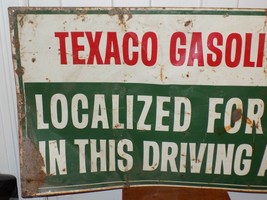 TEXACO GASOLI
LOCALIZED FOR
IN THIS DRIVING A